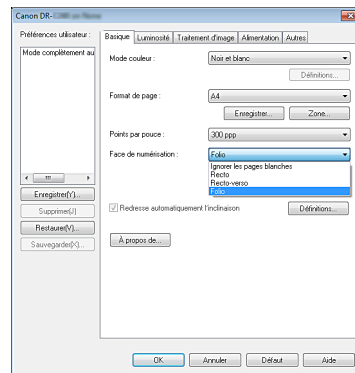 Canon DR-
Préférences utilisateur :
Mode complètement au
Enregistrer(Y)...
Supprimer(J)
Restaurer(V)...
Sauvegarder(X)...
Basique
Luminosité
Traitement d'image
Alimentation
Autres
Mode couleur :
Noir et blanc
Définitions...
Format de page :
A4
Enregistrer...
Zone...
Points par pouce :
300 ppp
Face de numérisation :
Folio
Ignorer les pages blanches
Recto
Recto-verso
Folio
Redresse automatiquement l'inclinaison
Définitions...
À propos de...
OK
Annuler
Défaut
Aide